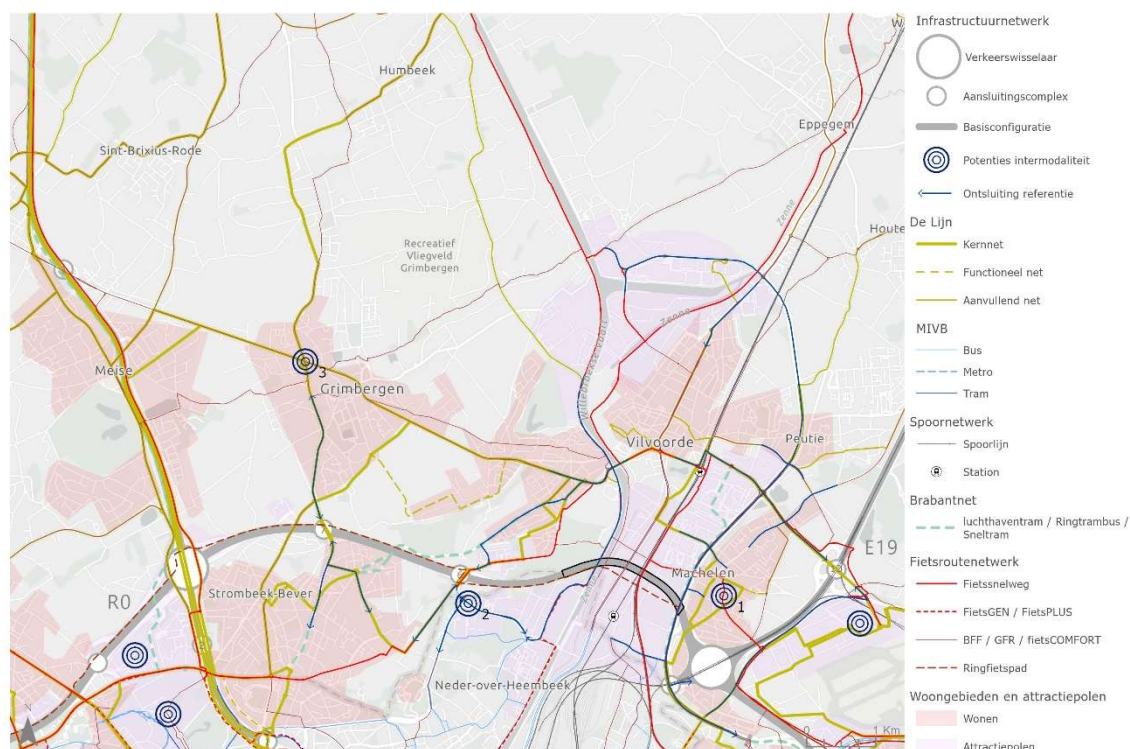 Infrastructuurnetwerk
Verkeerswisselaar
Aansluitingscomplex
Basisconfiguratie
Potenties intermodaliteit
Ontsluiting referentie
De Lijn
Kernnet
Functioneel net
Aanvullend net
MIVB
Bus
Metro
Tram
Spoornetwerk
Spoorlijn
Station
Brabantnet
luchthaventram / Ringtrambus /
Sneltram
Fietsroutenetwerk
Fietssnelweg
FietsGEN / FietsPLUS
BFF / GFR / fietsCOMFORT
Ringfietspad
Woongebieden en attractiepolen
Wonen
Attractiepolen
Humbeek
Sint-Brixius-Rode
Eppegem
Zenne
Houte
Recreatief
Vliegveld
Grimbergen
Zenne
Willebroekse vaart
Meise
3
Grimbergen
Vilvoorde
Peutie
E19
Machelen
1
R0
Strombeek-Bever
2
Zenne
Neder-over-Heembeek
N
0
1 Km